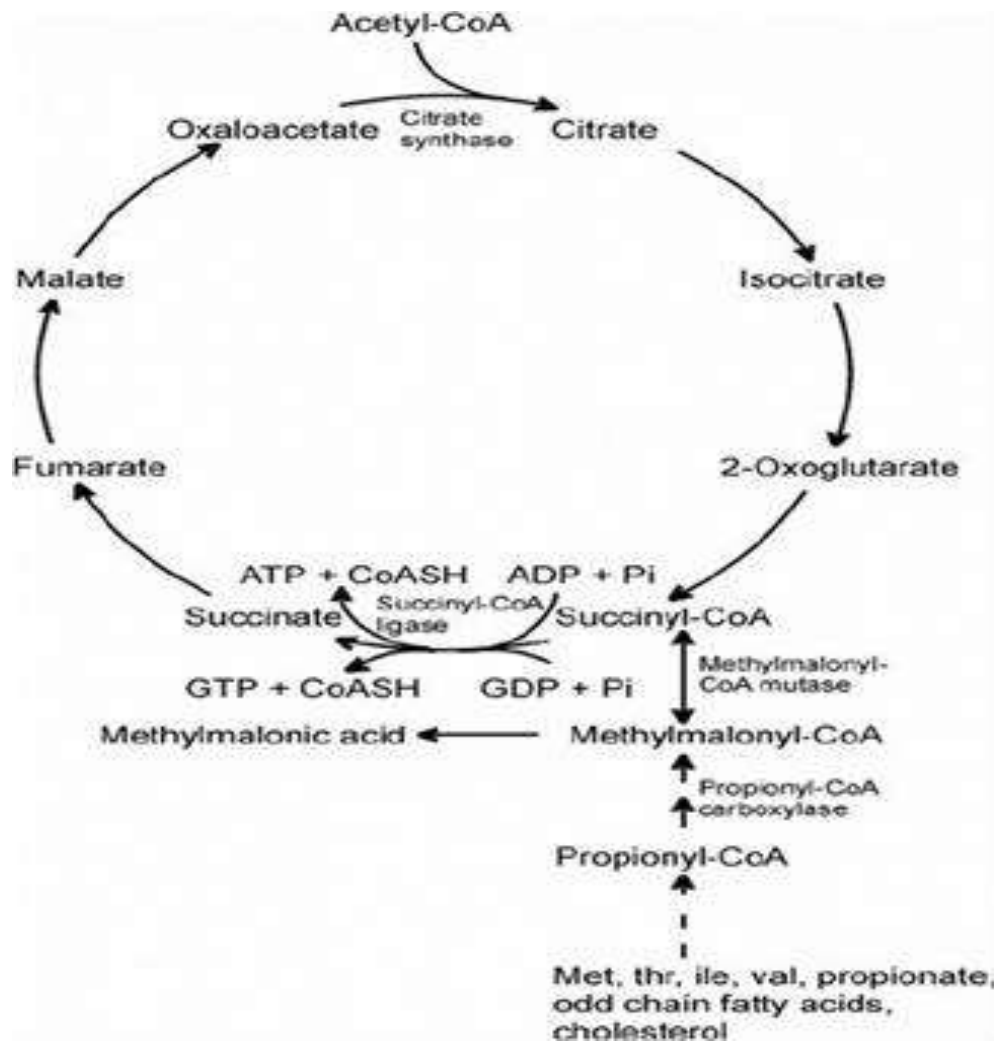 Acetyl-CoA
Oxaloacetate
Citrate
synthase
Citrate
Malate
Isocitrate
Fumarate
2-Oxoglutarate
ATP + CoASH
ADP + Pi
Succinate
Succinyl-CoA
ligase
Succinyl-CoA
GTP + CoASH
GDP + Pi
Methylmalonyl-
CoA mutase
Methylmalonic acid
Methylmalonyl-CoA
Propionyl-CoA
carboxylase
Propionyl-CoA
Met, thr, ile, val, propionate,
odd chain fatty acids,
cholesterol